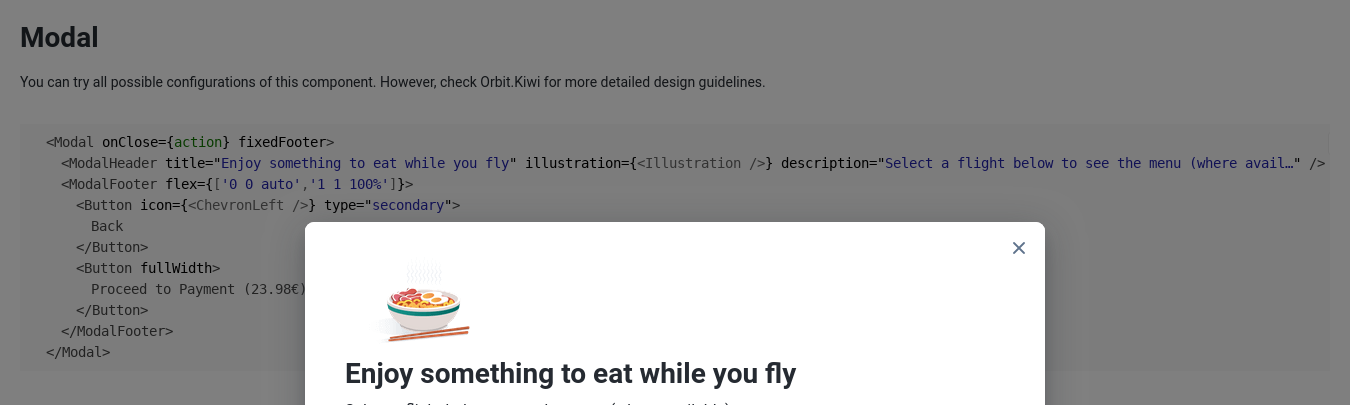 Modal
You can try all possible configurations of this component. However, check Orbit.Kiwi for more detailed design guidelines.
<Modal onClose={action} fixedFooter>
<ModalHeader title="Enjoy something to eat while you fly" illustration={<Illustration />} description="Select a flight below to see the menu (where avail…" />
<ModalFooter flex={['0 0 auto','1 1 100%']}>
<Button icon={<ChevronLeft />} type="secondary">
Back
</Button>
<Button fullWidth>
Proceed to Payment (23.98€)
</Button>
</ModalFooter>
</Modal>
Enjoy something to eat while you fly